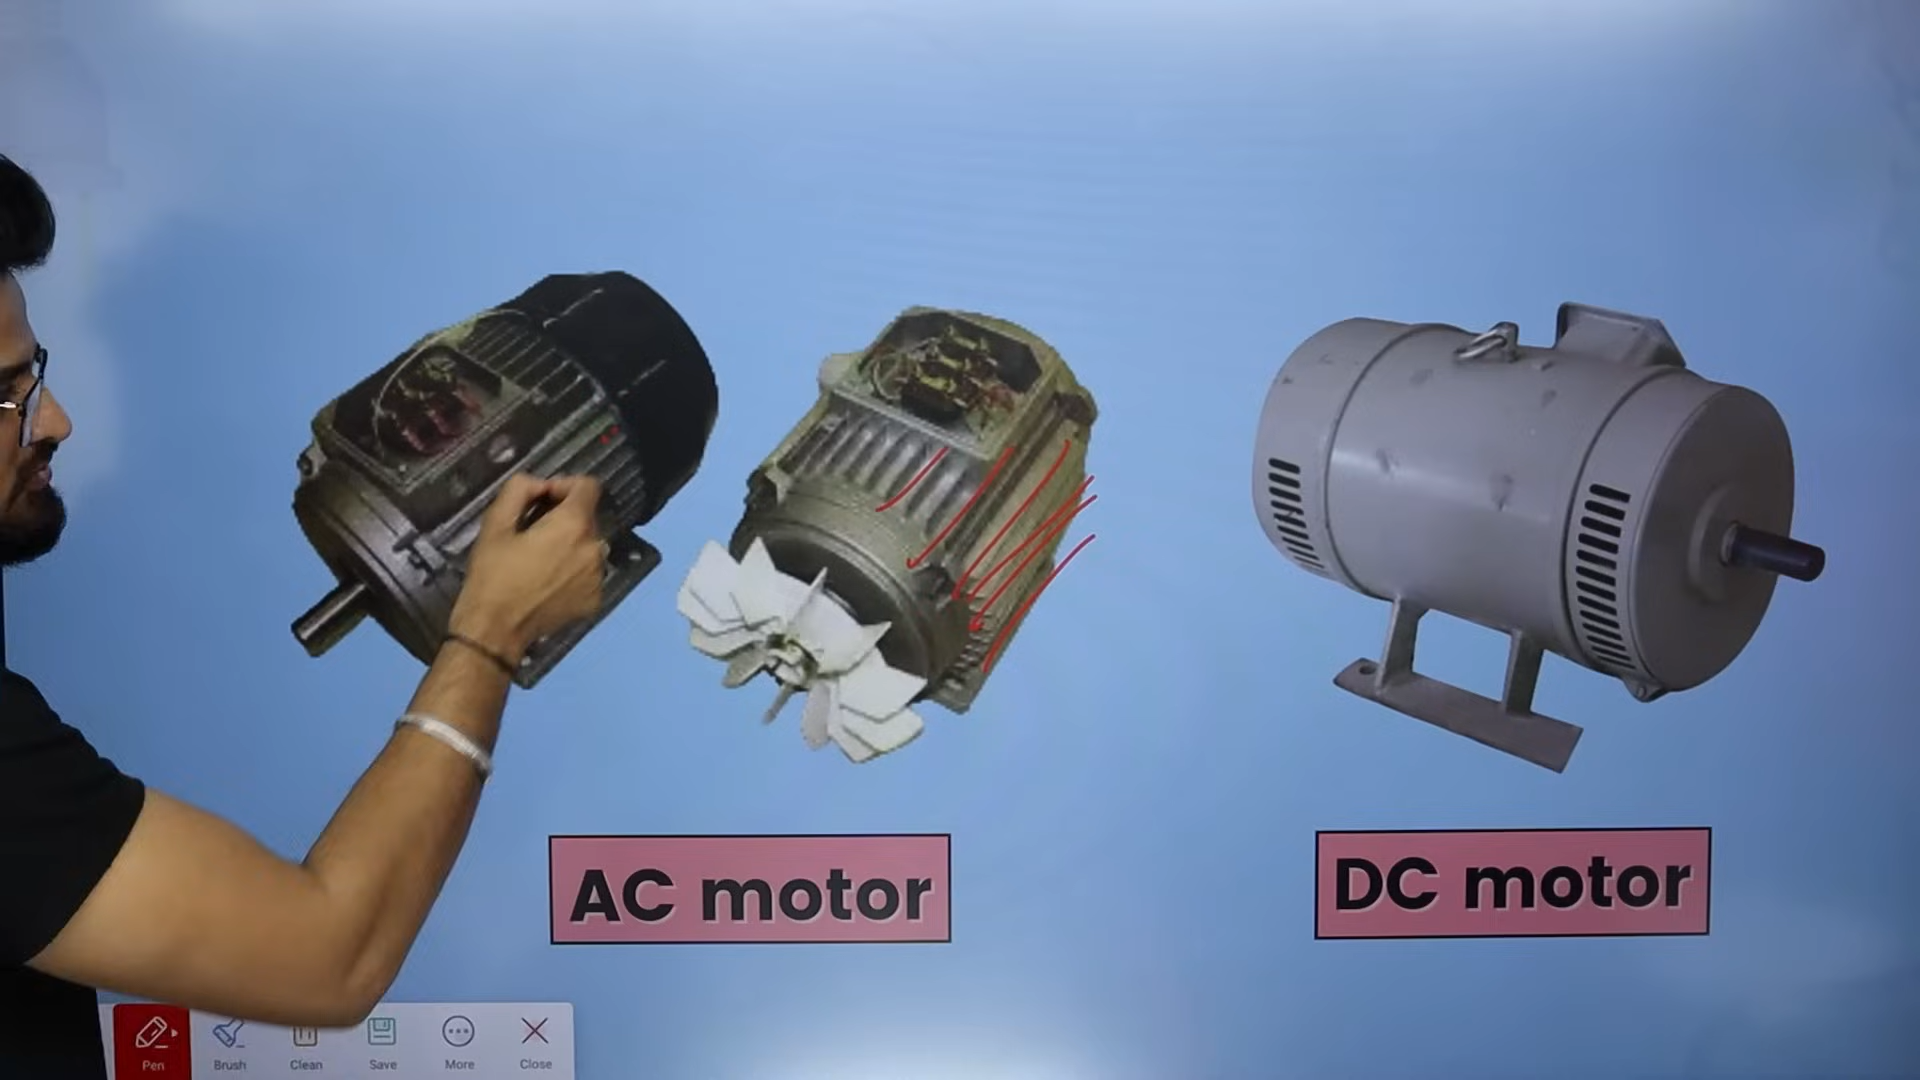 AC motor
DC motor
Pen
Brush
Clean
Save
More
Close